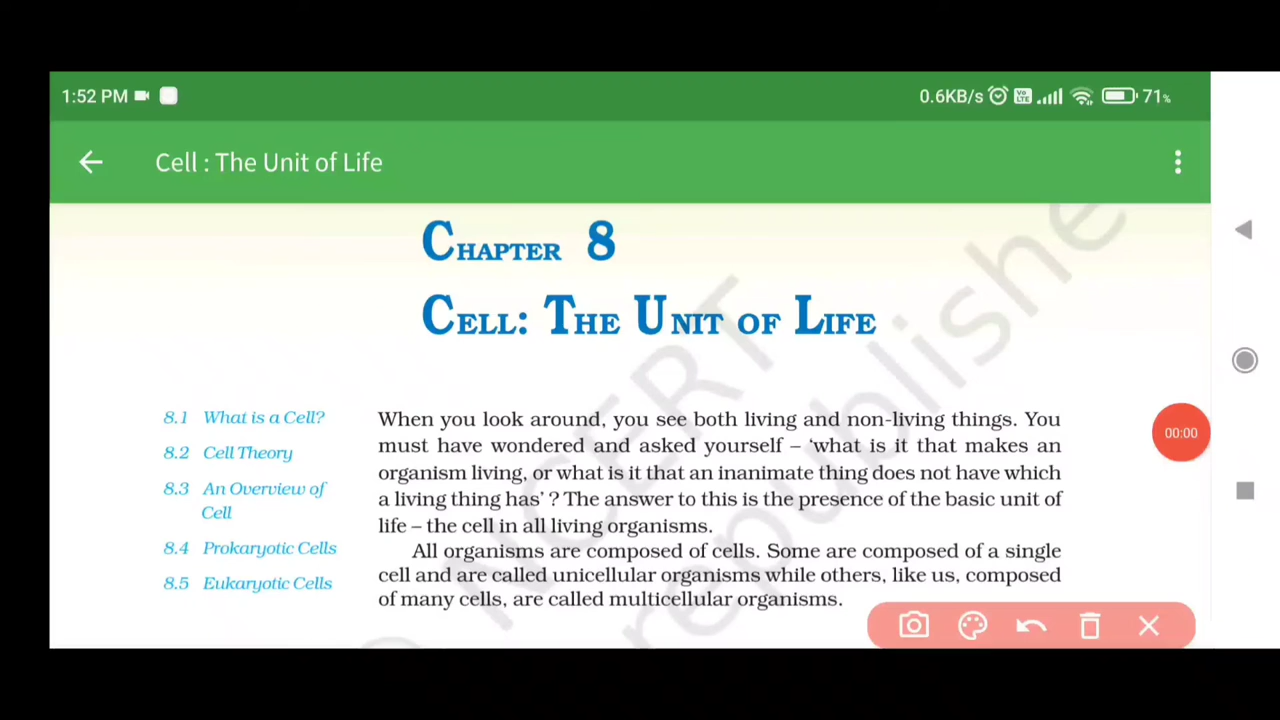 1:52 PM 0.6KB/s Vo LTE 71%
Cell : The Unit of Life
CHAPTER 8
CELL: THE UNIT OF LIFE
8.1 What is a Cell?
8.2 Cell Theory
8.3 An Overview of
Cell
8.4 Prokaryotic Cells
8.5 Eukaryotic Cells
When you look around, you see both living and non-living things. You
must have wondered and asked yourself – 'what is it that makes an
organism living, or what is it that an inanimate thing does not have which
a living thing has' ? The answer to this is the presence of the basic unit of
life – the cell in all living organisms.
All organisms are composed of cells. Some are composed of a single
cell and are called unicellular organisms while others, like us, composed
of many cells, are called multicellular organisms.
00:00
NCERT
republishe